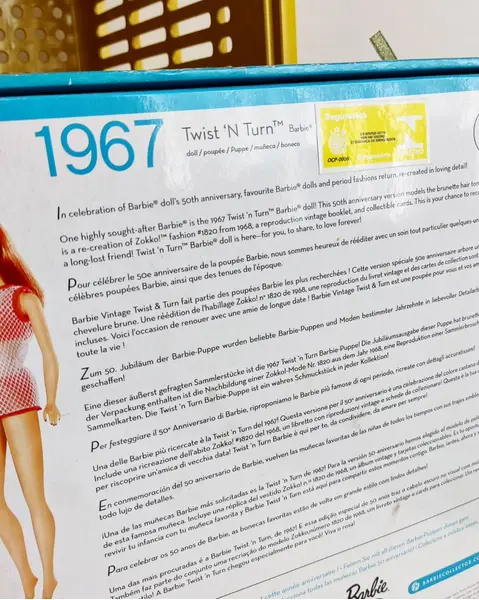 1967 Twist 'N Turn™ Barbie®
doll / poupée / Puppe / muñeca / boneco
OCP-0006
In celebration of Barbie® doll's 50th anniversary, favourite Barbie® dolls and period fashions return, re-created in loving detail!
One highly sought-after Barbie® is the 1967 Twist 'n Turn™ Barbie® doll! This 50th anniversary version models the brunette hair
is a re-creation of Zokko!™ fashion #1820 from 1968, a reproduction vintage booklet, and collectible cards. This is your chance to
a long-lost friend! Twist 'n Turn™ Barbie® doll is here–for you, to share, to love forever!
Pour célébrer le 50e anniversaire de la poupée Barbie, nous sommes heureux de rééditer avec un soin tout particulier quelques-un
célèbres poupées Barbie, ainsi que des tenues de l'époque.
Barbie Vintage Twist & Turn fait partie des poupées Barbie les plus recherchées ! Cette version spéciale 50e anniversaire arbore
chevelure brune. Une réédition de l'habillage Zokko! n° 1820 de 1968, une reproduction du livret vintage et des cartes de collection sont
incluses. Voici l'occasion de renouer avec une amie de longue date ! Barbie Vintage Twist & Turn est une poupée pour vous et vos
toute la vie !
Zum 50. Jubiläum der Barbie-Puppe wurden beliebte Barbie-Puppen und Moden bestimmter Jahrzehnte in liebevoller
geschaffen!
Eine dieser äußerst gefragten Sammlerstücke ist die 1967 Twist 'n Turn Barbie-Puppe! Die Jubiläumsausgabe dieser Puppe hat
der Verpackung enthalten ist die Nachbildung einer Zokko! Mode Nr. 1820 aus dem Jahr 1968, eine Reproduktion einer
Sammelkarten. Die Twist 'n Turn Barbie-Puppe ist ein wahres Schmuckstück in jeder Kollektion!
Per festeggiare il 50° Anniversario di Barbie, riproponiamo le Barbie più famose di ogni periodo, ricreate con dettagli accuratissimi!
Una delle Barbie più ricercate è la Twist 'n Turn del 1967! Questa versione per il 50° anniversario è una celebrazione del colore castano
Include una ricreazione dell'abito Zokko! #1820 del 1968, un libretto con riproduzioni vintage e schede da collezione! Questa è la tua
per riscoprire un'amica di vecchia data! Twist 'n Turn Barbie è qui per te, da condividere, da amare per sempre!
En conmemoración del 50 aniversario de Barbie, vuelven las muñecas favoritas de las niñas de todos los tiempos con sus trajes
todo lujo de detalles.
¡Una de las muñecas Barbie más solicitadas es la Twist 'n Turn de 1967! Para la versión 50 aniversario hemos elegido el modelo de
de esta famosa muñeca. Incluye una réplica del vestido Zokko! n.º 1820 de 1968, un álbum vintage y tarjetas coleccionables. Es tu
revivir tu infancia con tu muñeca favorita y Barbie Twist 'n Turn está aquí para compartir estos momentos contigo. Barbie, antes, ahora y
Para celebrar os 50 anos de Barbie, as bonecas favoritas estão de volta em grande estilo com lindos detalhes!
Uma das mais procuradas é a Barbie Twist 'n Turn, de 1967! E essa edição especial de 50 anos traz o cabelo escuro no visual
Também faz parte do conjunto uma recriação do modelo Zokko, número 1820 de 1968, um livreto vintage e cards para colecionar.
A Barbie Twist 'n Turn chegou especialmente para você! Viva o novo!
Barbie
BARBIECOLLECTOR.CO